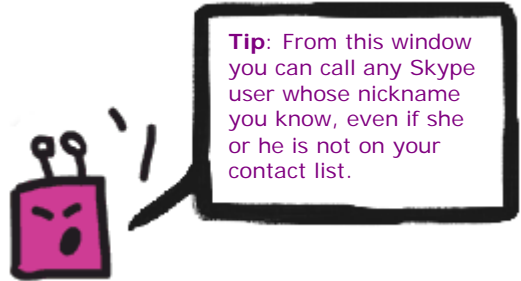 Tip: From this window
you can call any Skype
user whose nickname
you know, even if she
or he is not on your
contact list.